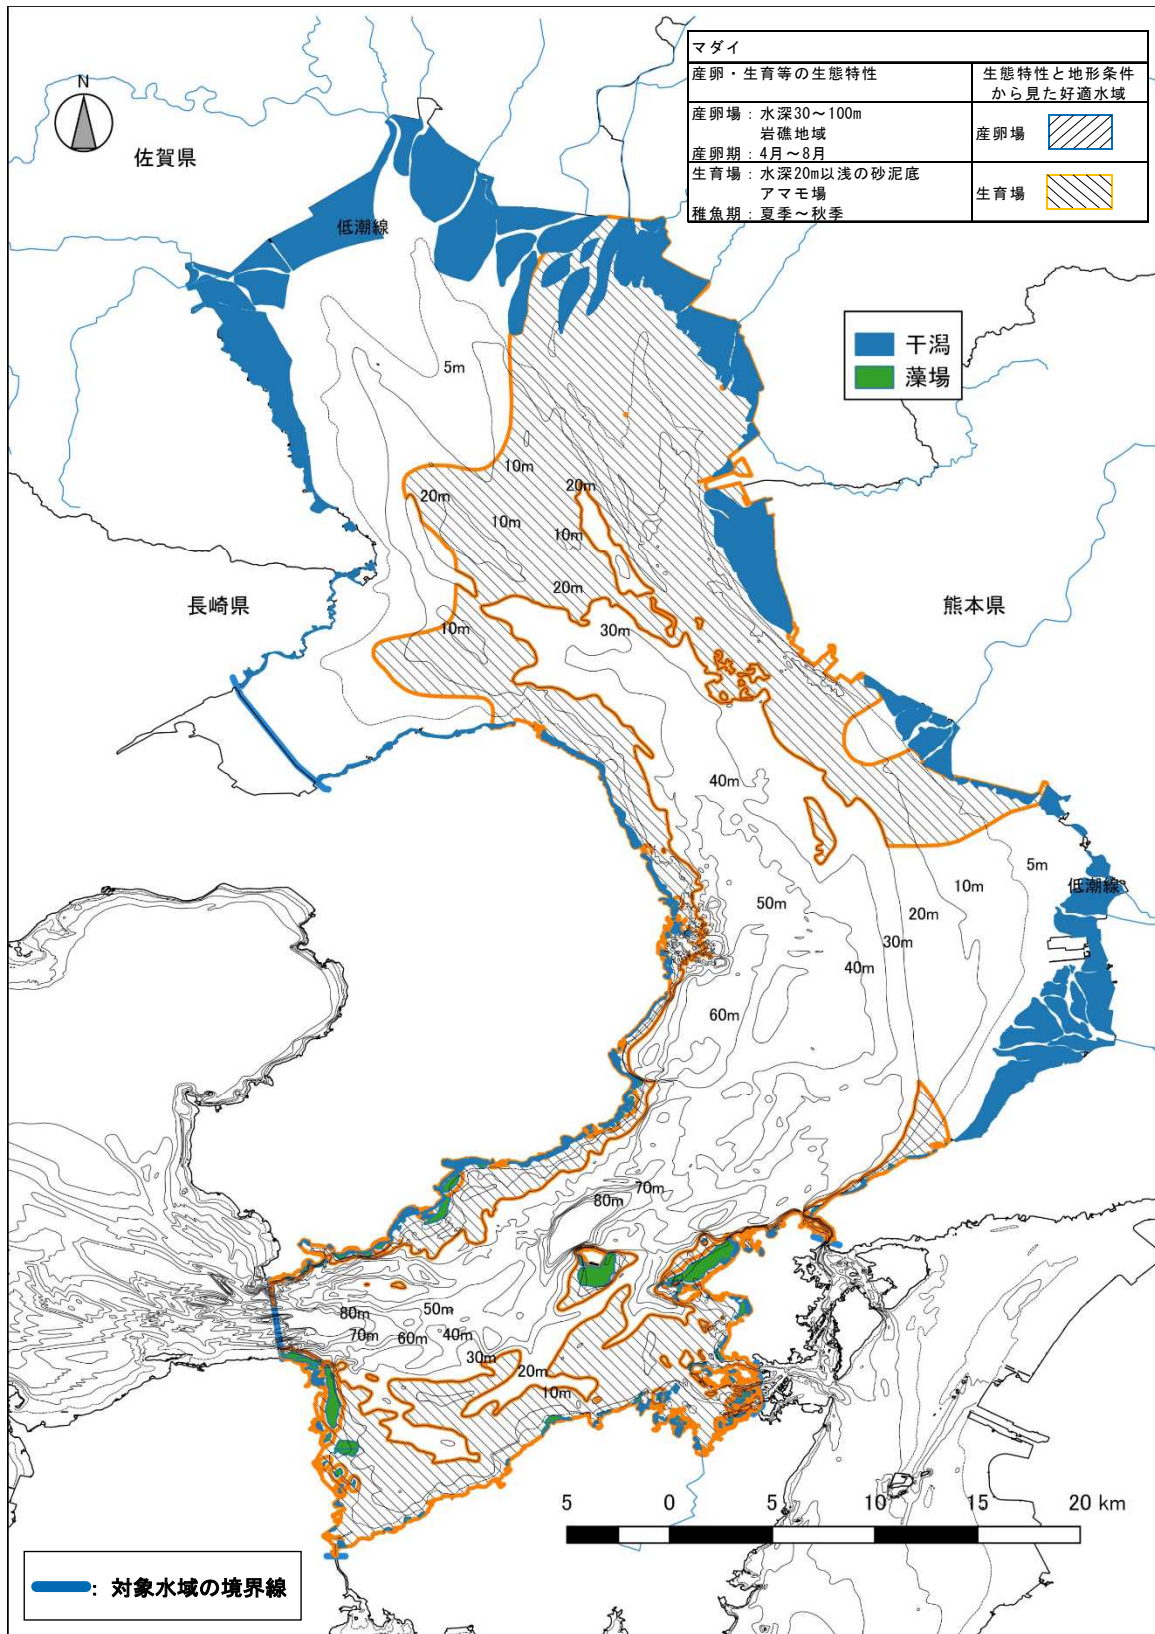 マダイ
産卵・生育等の生態特性
生態特性と地形条件
から見た好適水域
産卵場：水深30～100m
岩礁地域
産卵期：4月～8月
産卵場
生育場：水深20m以浅の砂泥底
アマモ場
稚魚期：夏季～秋季
生育場
N
佐賀県
低潮線
干潟
藻場
5m
10m
20m
20m
10m
10m
20m
長崎県
熊本県
10m
30m
40m
5m
低潮線
10m
50m
20m
30m
40m
60m
70m
80m
50m
80m
70m
60m
40m
30m
20m
10m
5 0 5 10 15 20 km
：対象水域の境界線